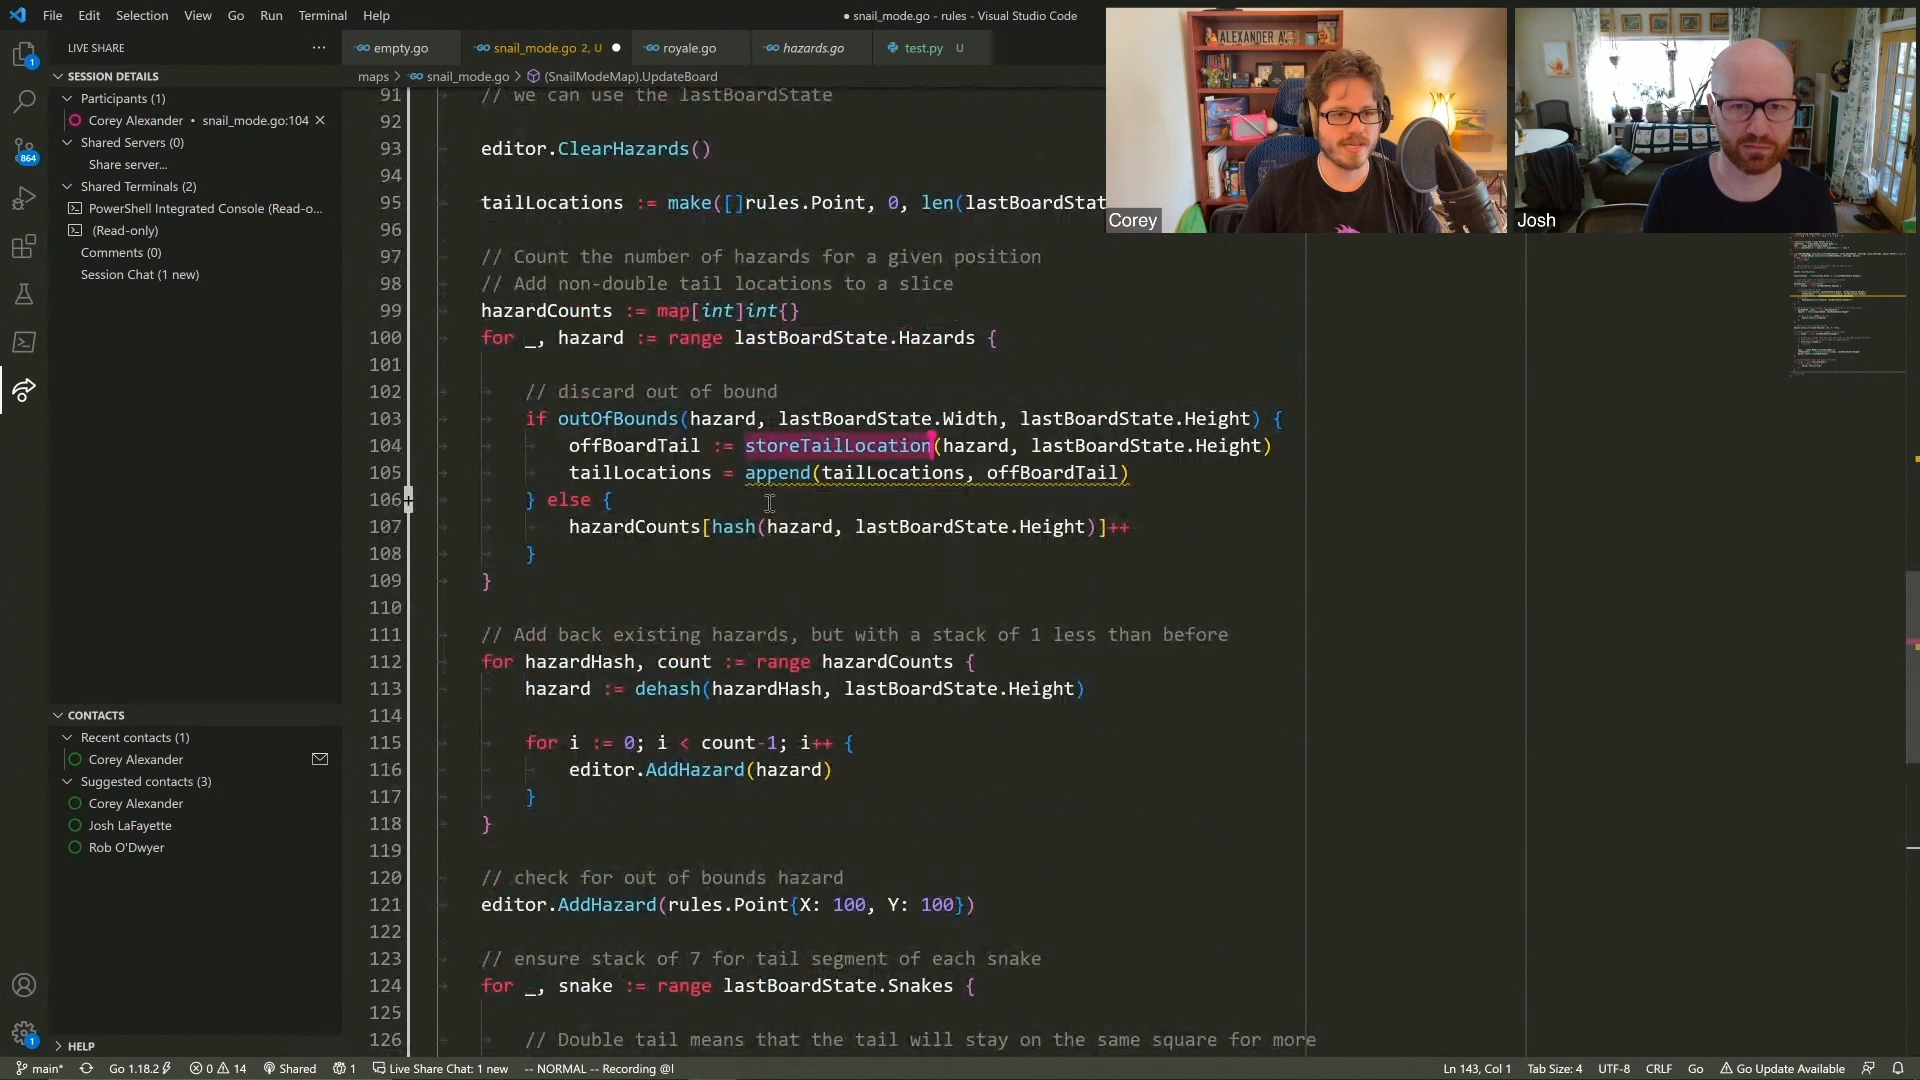 File Edit Selection View Go Run Terminal Help
● snail_mode.go - rules - Visual Studio Code
LIVE SHARE ...
empty.go snail_mode.go 2, U royale.go hazards.go test.py U
SESSION DETAILS
maps > snail_mode.go > (SnailModeMap).UpdateBoard
Participants (1)
Corey Alexander • snail_mode.go:104
Shared Servers (0)
Share server...
Shared Terminals (2)
PowerShell Integrated Console (Read-o...
(Read-only)
Comments (0)
Session Chat (1 new)
CONTACTS
Recent contacts (1)
Corey Alexander
Suggested contacts (3)
Corey Alexander
Josh LaFayette
Rob O'Dwyer
HELP
1
864
1
91 // we can use the lastBoardState
92
93 editor.ClearHazards()
94
95 tailLocations := make([]rules.Point, 0, len(lastBoardStat
96
97 // Count the number of hazards for a given position
98 // Add non-double tail locations to a slice
99 hazardCounts := map[int]int{}
100 for _, hazard := range lastBoardState.Hazards {
101
102 // discard out of bound
103 if outOfBounds(hazard, lastBoardState.Width, lastBoardState.Height) {
104 offBoardTail := storeTailLocation(hazard, lastBoardState.Height)
105 tailLocations = append(tailLocations, offBoardTail)
106 } else {
107 hazardCounts[hash(hazard, lastBoardState.Height)]++
108 }
109 }
110
111 // Add back existing hazards, but with a stack of 1 less than before
112 for hazardHash, count := range hazardCounts {
113 hazard := dehash(hazardHash, lastBoardState.Height)
114
115 for i := 0; i < count-1; i++ {
116 editor.AddHazard(hazard)
117 }
118 }
119
120 // check for out of bounds hazard
121 editor.AddHazard(rules.Point{X: 100, Y: 100})
122
123 // ensure stack of 7 for tail segment of each snake
124 for _, snake := range lastBoardState.Snakes {
125
126 // Double tail means that the tail will stay on the same square for more
ALEXANDER A
Corey
Josh
main* Go 1.18.2 0 14 Shared 1 Live Share Chat: 1 new -- NORMAL -- Recording @l Ln 143, Col 1 Tab Size: 4 UTF-8 CRLF Go Go Update Available